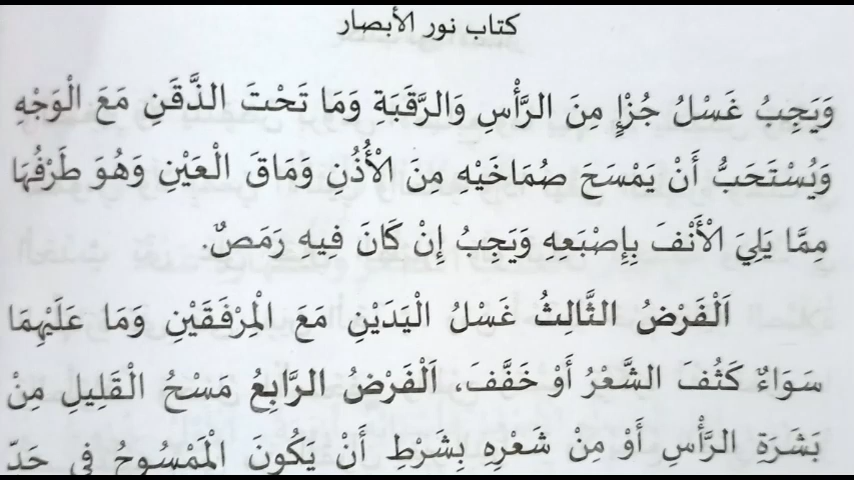 كتاب نور الأبصار
وَيَجِبُ غَسْلُ جُزْإٍ مِنَ الرَّأْسِ وَالرَّقَبَةِ وَمَا تَحْتَ الذَّقَنِ مَعَ الْوَجْهِ
وَيُسْتَحَبُّ أَنْ يَمْسَحَ صُمَاخَيْهِ مِنَ الْأُذُنِ وَمَاقَ الْعَيْنِ وَهُوَ طَرْفُهَا
مِمَّا يَلِيَ الْأَنْفَ بِإِصْبَعِهِ وَيَجِبُ إِنْ كَانَ فِيهِ رَمَصٌ.
اَلْفَرْضُ الثَّالِثُ غَسْلُ الْيَدَيْنِ مَعَ الْمِرْفَقَيْنِ وَمَا عَلَيْهِمَا
سَوَاءٌ كَثُفَ الشَّعْرُ أَوْ خَفَّفَ، اَلْفَرْضُ الرَّابِعُ مَسْحُ الْقَلِيلِ مِنْ
بَشَرَةِ الرَّأْسِ أَوْ مِنْ شَعْرِهِ بِشَرْطِ أَنْ يَكُونَ الْمَمْسُوحُ فِي حَدِّ